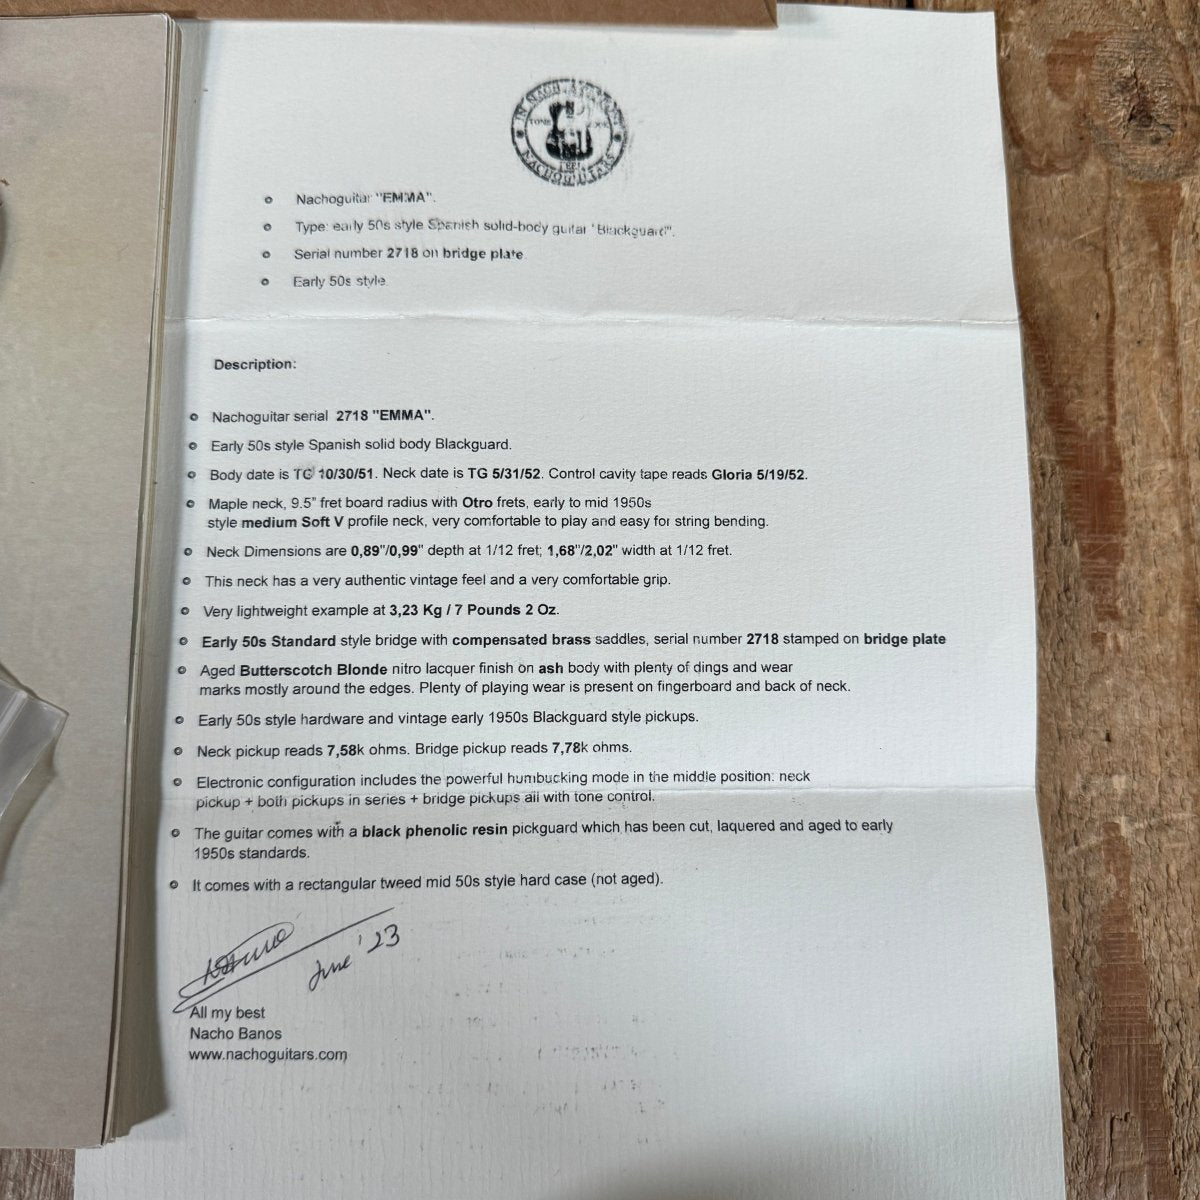 NACHOGUITARS
Nachoguitar "EMMA".
Type: early 50s style Spanish solid-body guitar "Blackguard".
Serial number 2718 on bridge plate
Early 50s style.
Description:
Nachoguitar serial 2718 "EMMA".
Early 50s style Spanish solid body Blackguard.
Body date is TG 10/30/51. Neck date is TG 5/31/52. Control cavity tape reads Gloria 5/19/52.
Maple neck, 9.5" fret board radius with Otro frets, early to mid 1950s
style medium Soft V profile neck, very comfortable to play and easy for string bending.
Neck Dimensions are 0,89"/0,99" depth at 1/12 fret; 1,68"/2,02" width at 1/12 fret.
This neck has a very authentic vintage feel and a very comfortable grip.
Very lightweight example at 3,23 Kg / 7 Pounds 2 Oz.
Early 50s Standard style bridge with compensated brass saddles, serial number 2718 stamped on bridge plate
Aged Butterscotch Blonde nitro lacquer finish on ash body with plenty of dings and wear
marks mostly around the edges. Plenty of playing wear is present on fingerboard and back of neck.
Early 50s style hardware and vintage early 1950s Blackguard style pickups.
Neck pickup reads 7,58k ohms. Bridge pickup reads 7,78k ohms.
Electronic configuration includes the powerful humbucking mode in the middle position: neck
pickup + both pickups in series + bridge pickups all with tone control.
The guitar comes with a black phenolic resin pickguard which has been cut, laquered and aged to early
1950s standards.
It comes with a rectangular tweed mid 50s style hard case (not aged).
June '23
All my best
Nacho Banos
www.nachoguitars.com